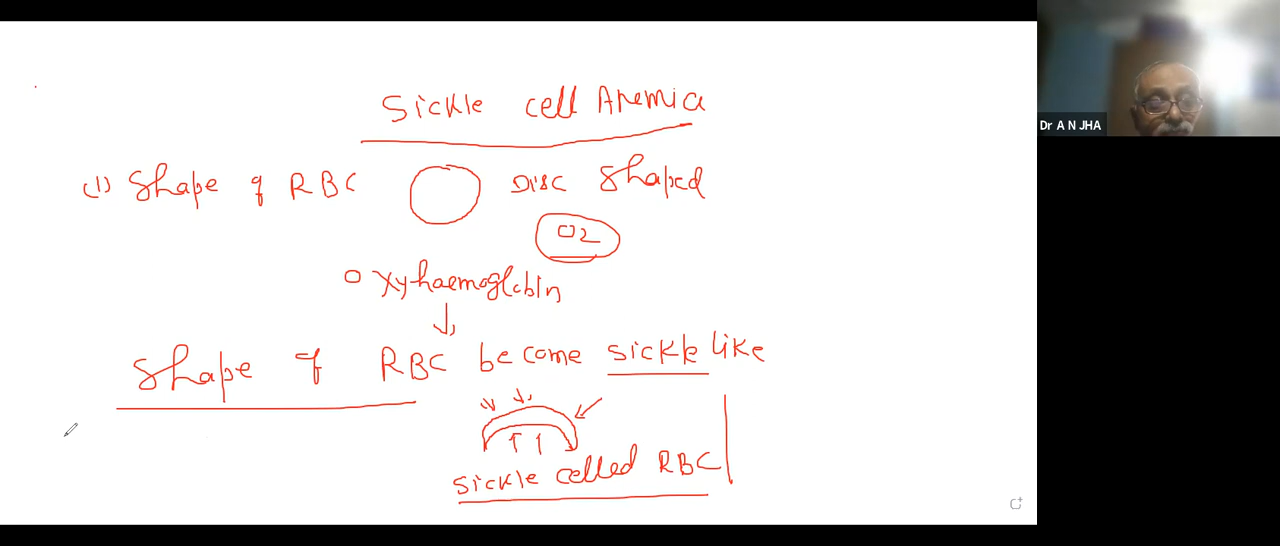 Sickle cell Anemia
(1) Shape of RBC Disc Shaped
O2
Oxyhaemoglobin
Shape of RBC become sickle like
Sickle celled RBC
Dr A N JHA